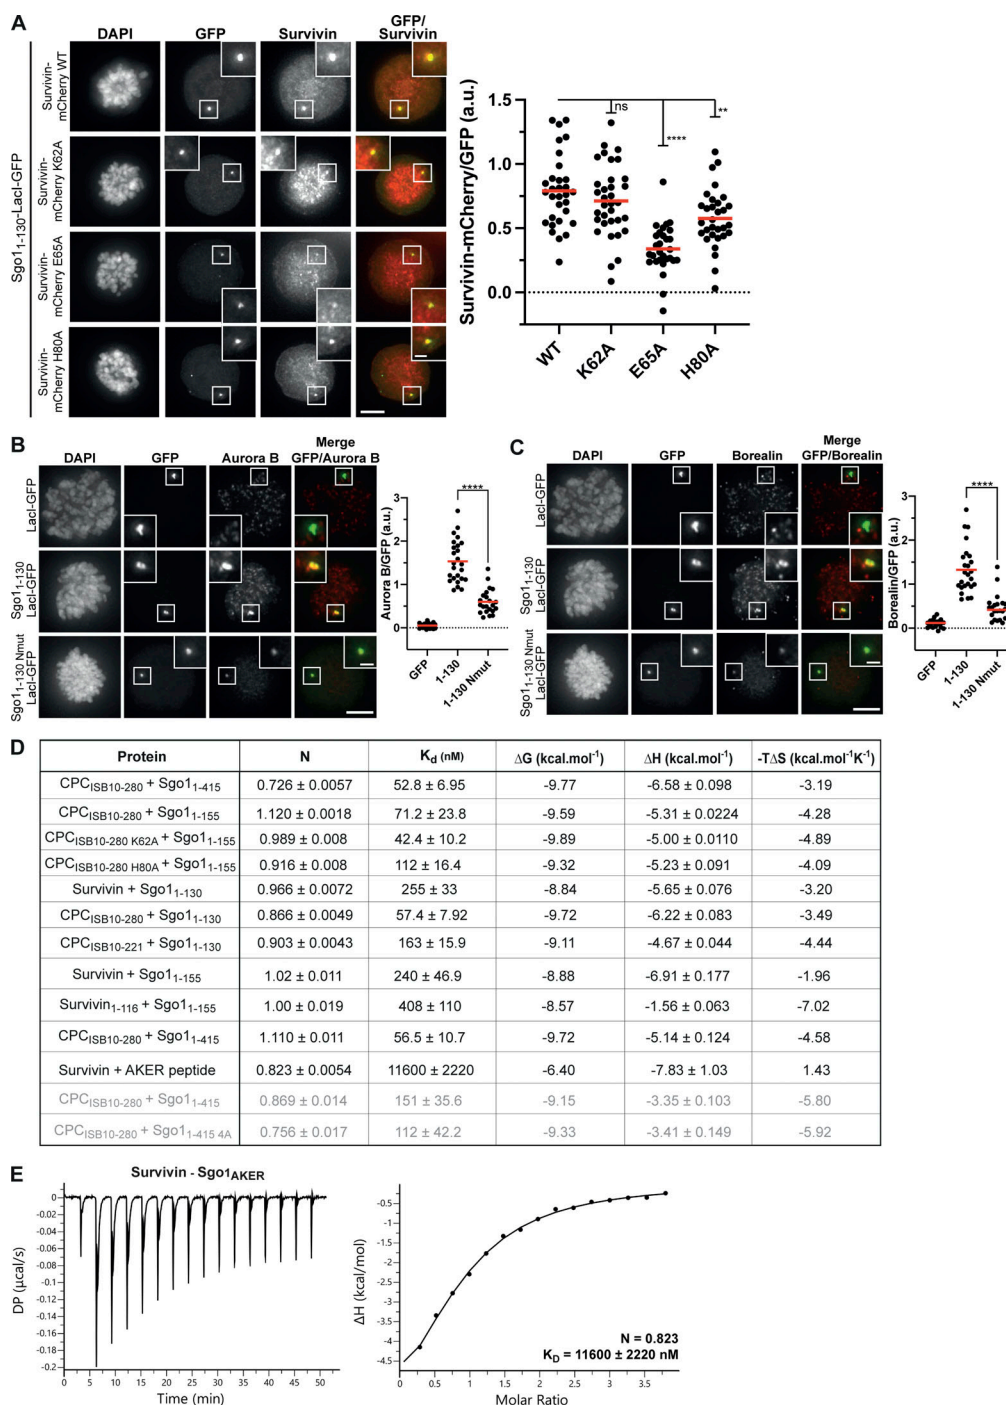 A
DAPI
GFP
Survivin
GFP/
Survivin
Sgo1₁₋₁₃₀-LacI-GFP
Survivin-
mCherry WT
Survivin-
mCherry K62A
Survivin-
mCherry E65A
Survivin-
mCherry H80A
Survivin-mCherry/GFP (a.u.)
1.5
1.0
0.5
0.0
ns
****
**
WT
K62A
E65A
H80A
B
DAPI
GFP
Aurora B
Merge
GFP/Aurora B
LacI-GFP
Sgo1₁₋₁₃₀
LacI-GFP
Sgo1₁₋₁₃₀ Nmut
LacI-GFP
Aurora B/GFP (a.u.)
3
2
1
0
****
GFP
1-130
1-130 Nmut
C
DAPI
GFP
Borealin
Merge
GFP/Borealin
LacI-GFP
Sgo1₁₋₁₃₀
LacI-GFP
Sgo1₁₋₁₃₀ Nmut
LacI-GFP
Borealin/GFP (a.u.)
3
2
1
0
****
GFP
1-130
1-130 Nmut
D
Protein N Kd (nM) ΔG (kcal.mol⁻¹) ΔH (kcal.mol⁻¹) -TΔS (kcal.mol⁻¹K⁻¹)
CPC_ISB10-280 + Sgo1₁₋₄₁₅ 0.726 ± 0.0057 52.8 ± 6.95 -9.77 -6.58 ± 0.098 -3.19
CPC_ISB10-280 + Sgo1₁₋₁₅₅ 1.120 ± 0.0018 71.2 ± 23.8 -9.59 -5.31 ± 0.0224 -4.28
CPC_ISB10-280 K62A + Sgo1₁₋₁₅₅ 0.989 ± 0.008 42.4 ± 10.2 -9.89 -5.00 ± 0.0110 -4.89
CPC_ISB10-280 H80A + Sgo1₁₋₁₅₅ 0.916 ± 0.008 112 ± 16.4 -9.32 -5.23 ± 0.091 -4.09
Survivin + Sgo1₁₋₁₃₀ 0.966 ± 0.0072 255 ± 33 -8.84 -5.65 ± 0.076 -3.20
CPC_ISB10-280 + Sgo1₁₋₁₃₀ 0.866 ± 0.0049 57.4 ± 7.92 -9.72 -6.22 ± 0.083 -3.49
CPC_ISB10-221 + Sgo1₁₋₁₃₀ 0.903 ± 0.0043 163 ± 15.9 -9.11 -4.67 ± 0.044 -4.44
Survivin + Sgo1₁₋₁₅₅ 1.02 ± 0.011 240 ± 46.9 -8.88 -6.91 ± 0.177 -1.96
Survivin₁₋₁₁₆ + Sgo1₁₋₁₅₅ 1.00 ± 0.019 408 ± 110 -8.57 -1.56 ± 0.063 -7.02
CPC_ISB10-280 + Sgo1₁₋₄₁₅ 1.110 ± 0.011 56.5 ± 10.7 -9.72 -5.14 ± 0.124 -4.58
Survivin + AKER peptide 0.823 ± 0.0054 11600 ± 2220 -6.40 -7.83 ± 1.03 1.43
CPC_ISB10-280 + Sgo1₁₋₄₁₅ 0.869 ± 0.014 151 ± 35.6 -9.15 -3.35 ± 0.103 -5.80
CPC_ISB10-280 + Sgo1₁₋₄₁₅ ₄A 0.756 ± 0.017 112 ± 42.2 -9.33 -3.41 ± 0.149 -5.92
E
Survivin - Sgo1_AKER
DP (µcal/s)
0
-0.02
-0.04
-0.06
-0.08
-0.1
-0.12
-0.14
-0.16
-0.18
-0.2
0 5 10 15 20 25 30 35 40 45 50
Time (min)
ΔH (kcal/mol)
-0.5
-1
-1.5
-2
-2.5
-3
-3.5
-4
-4.5
N = 0.823
K_D = 11600 ± 2220 nM
0 0.5 1.0 1.5 2.0 2.5 3.0 3.5
Molar Ratio